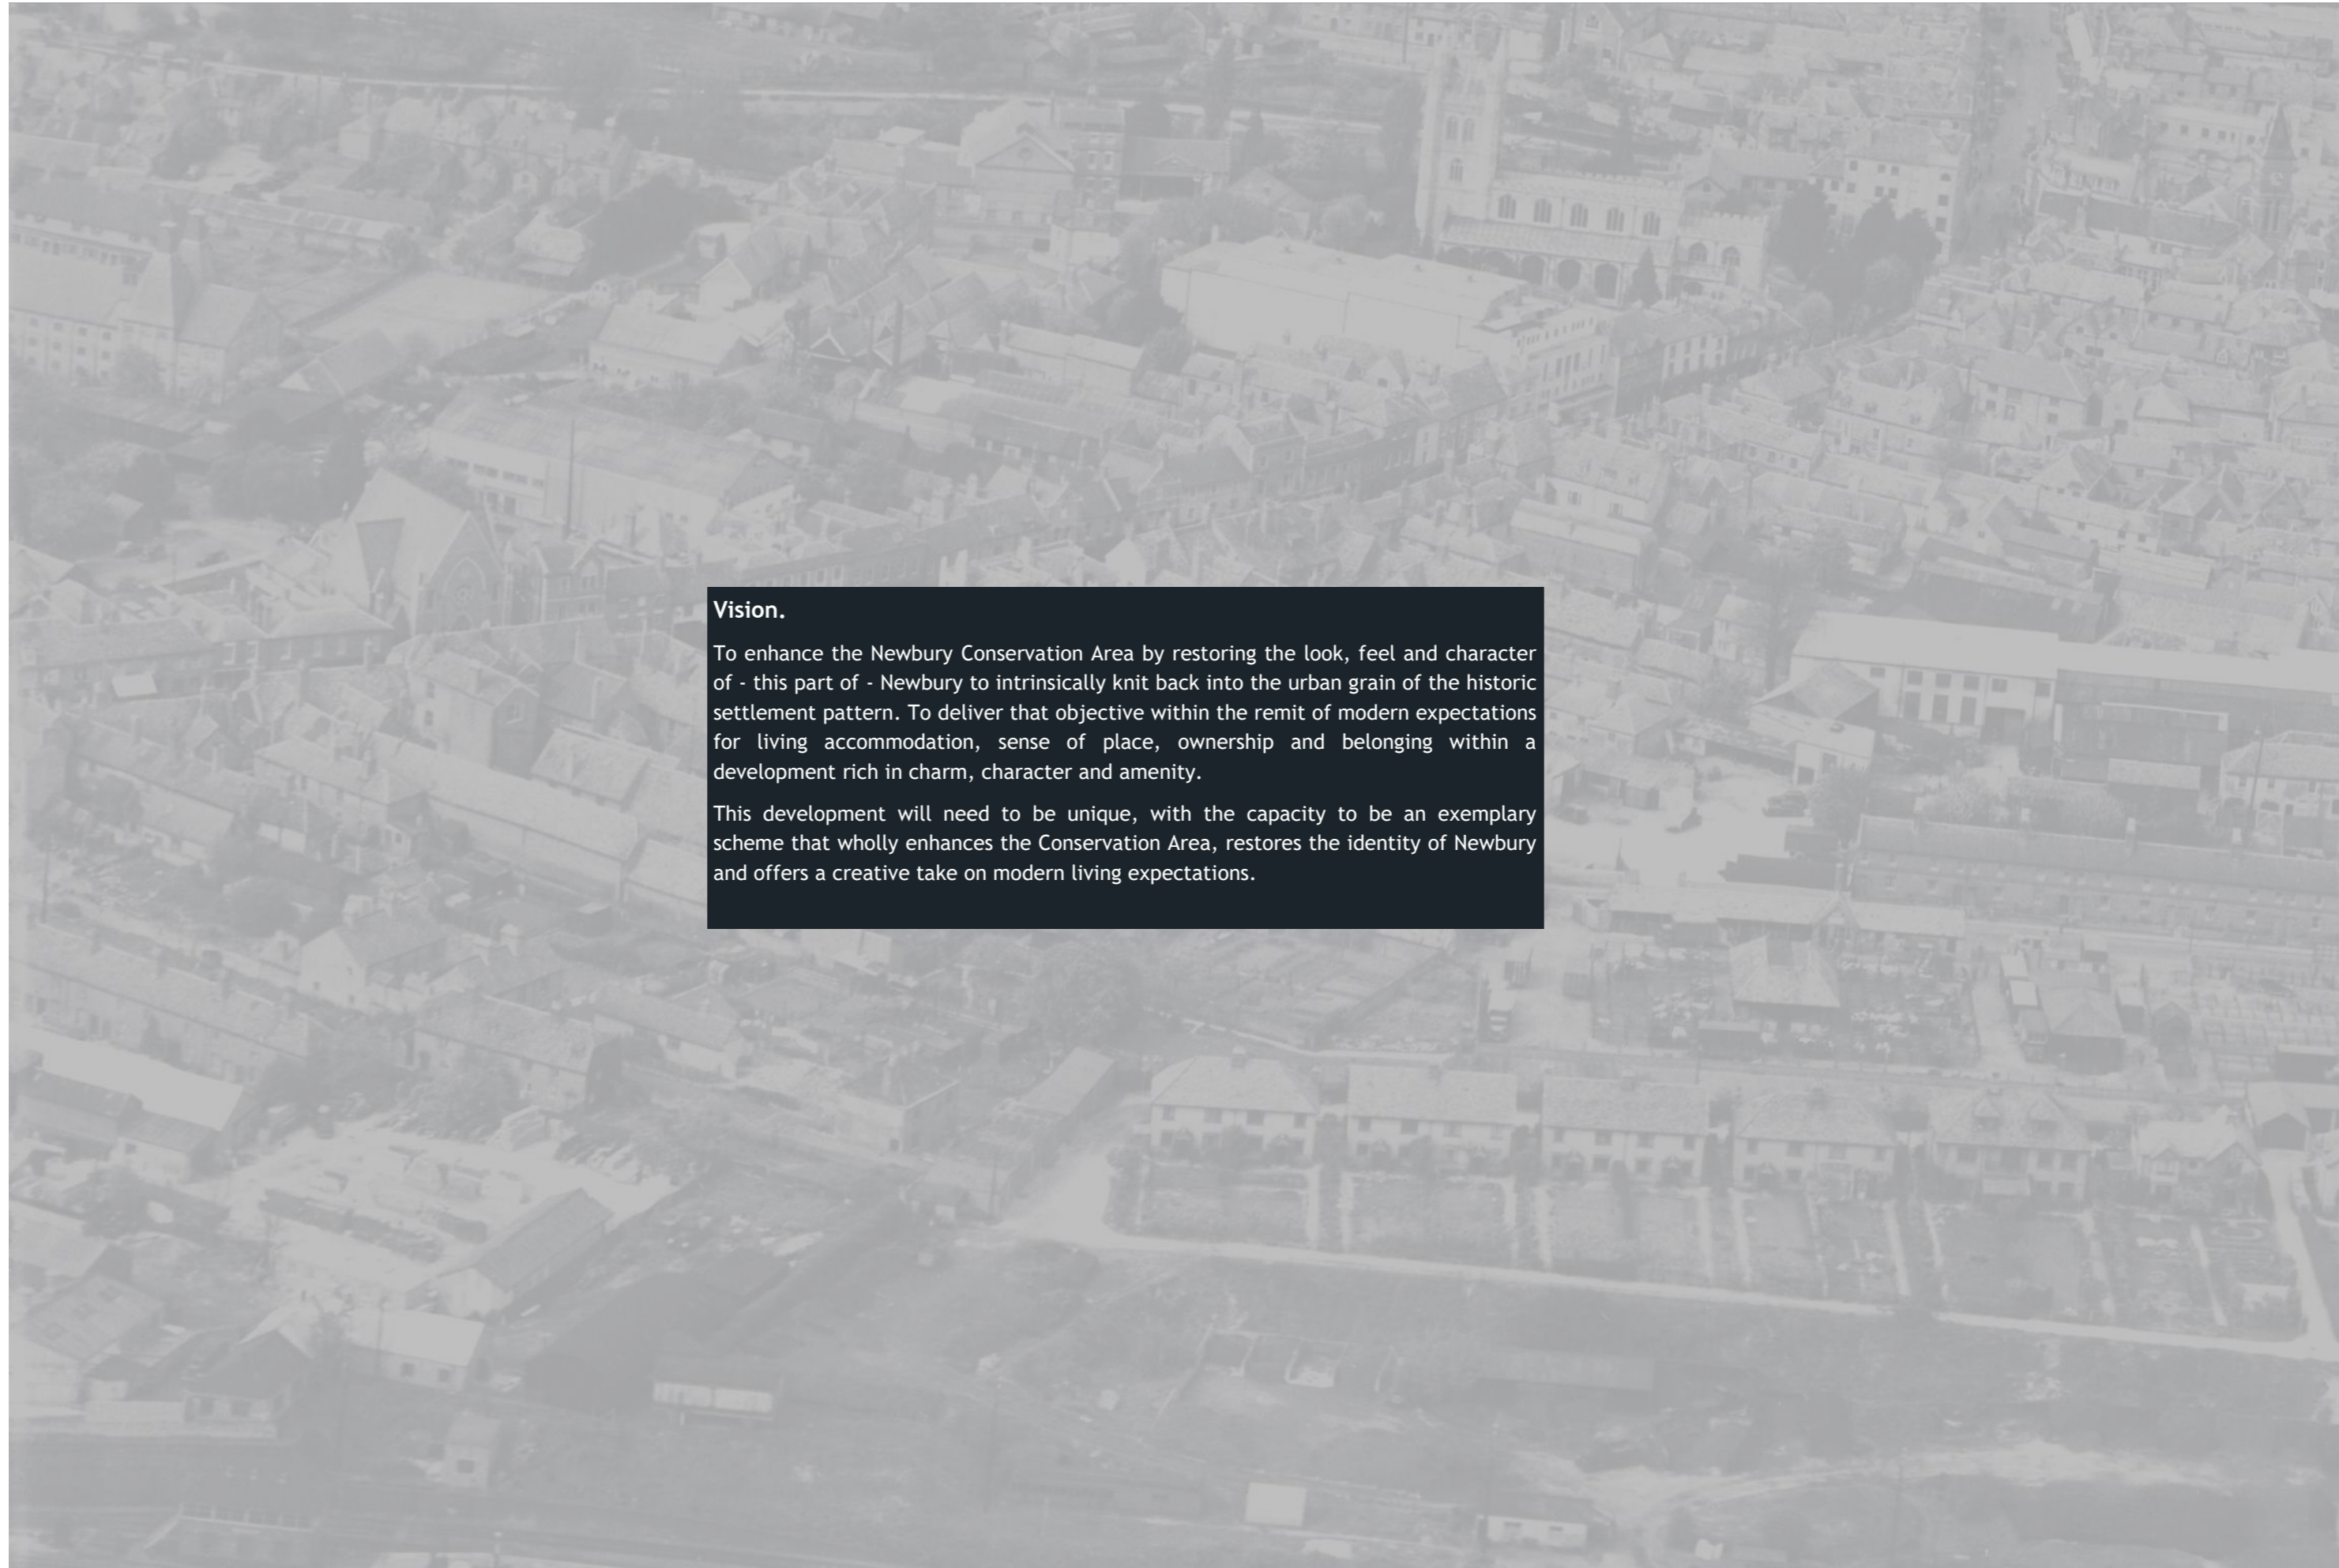 Vision.
To enhance the Newbury Conservation Area by restoring the look, feel and character
of - this part of - Newbury to intrinsically knit back into the urban grain of the historic
settlement pattern. To deliver that objective within the remit of modern expectations
for living accommodation, sense of place, ownership and belonging within a
development rich in charm, character and amenity.
This development will need to be unique, with the capacity to be an exemplary
scheme that wholly enhances the Conservation Area, restores the identity of Newbury
and offers a creative take on modern living expectations.